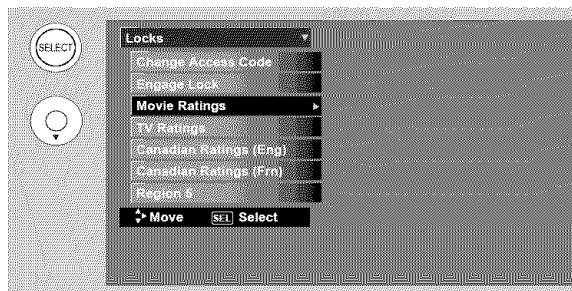 SELECT
Locks
Change Access Code
Engage Lock
Movie Ratings
TV Ratings
Canadian Ratings (Eng)
Canadian Ratings (Frn)
Region 5
Move SEL Select